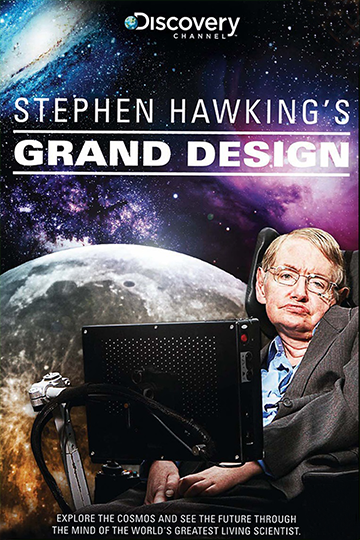 Discovery
CHANNEL
STEPHEN HAWKING'S
GRAND DESIGN
EXPLORE THE COSMOS AND SEE THE FUTURE THROUGH
THE MIND OF THE WORLD'S GREATEST LIVING SCIENTIST.